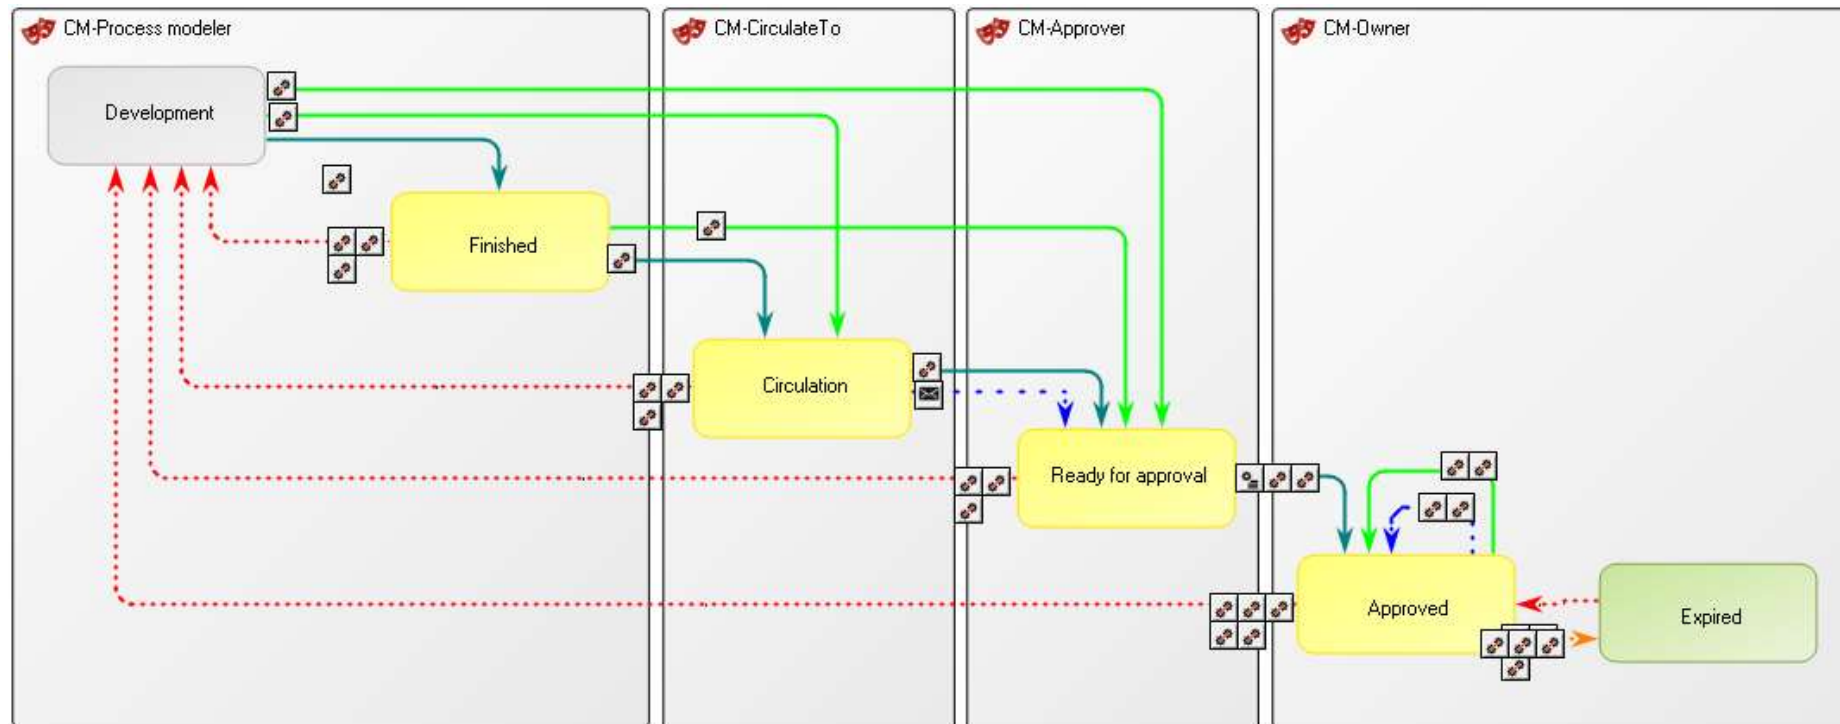 CM-Process modeler
CM-CirculateTo
CM-Approver
CM-Owner
Development
Finished
Circulation
Ready for approval
Approved
Expired